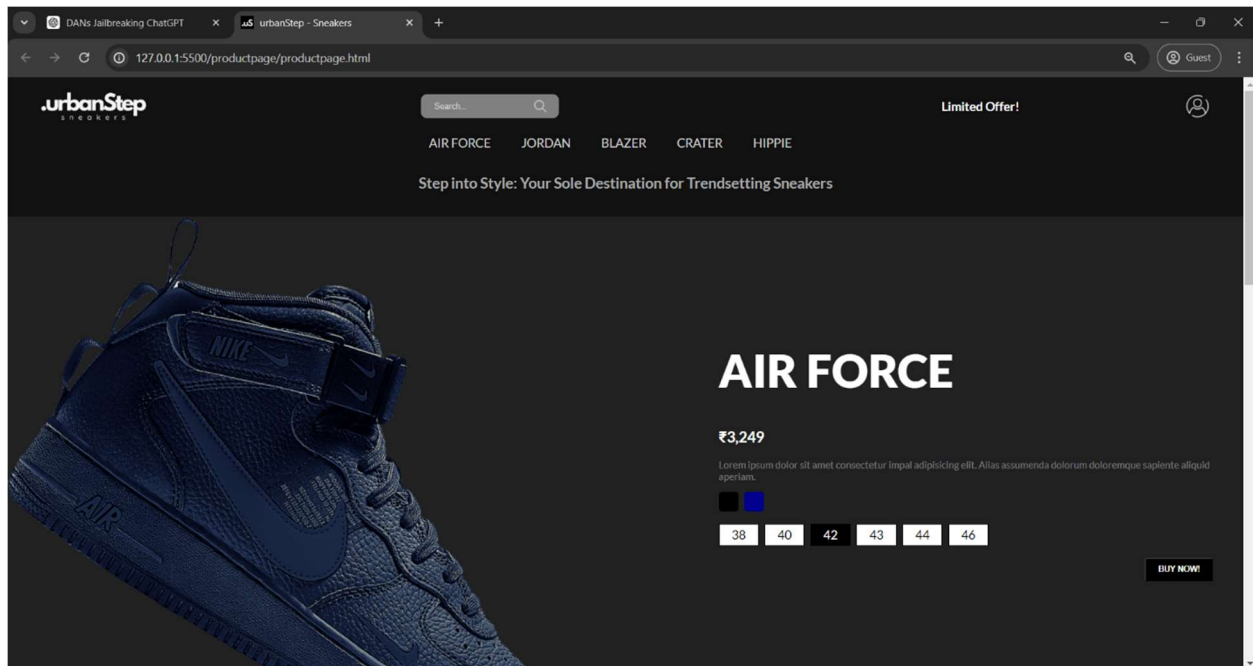 DANs Jailbreaking ChatGPT
.uS urbanStep - Sneakers
127.0.0.1:5500/productpage/productpage.html
Guest
.urbanStep
sneakers
Search...
Limited Offer!
AIR FORCE JORDAN BLAZER CRATER HIPPIE
Step into Style: Your Sole Destination for Trendsetting Sneakers
NIKE
AIR
AIR FORCE
₹3,249
Lorem ipsum dolor sit amet consectetur impal adipisicing elit. Alias assumenda dolorum doloremque sapiente aliquid
aperiam.
38 40 42 43 44 46
BUY NOW!